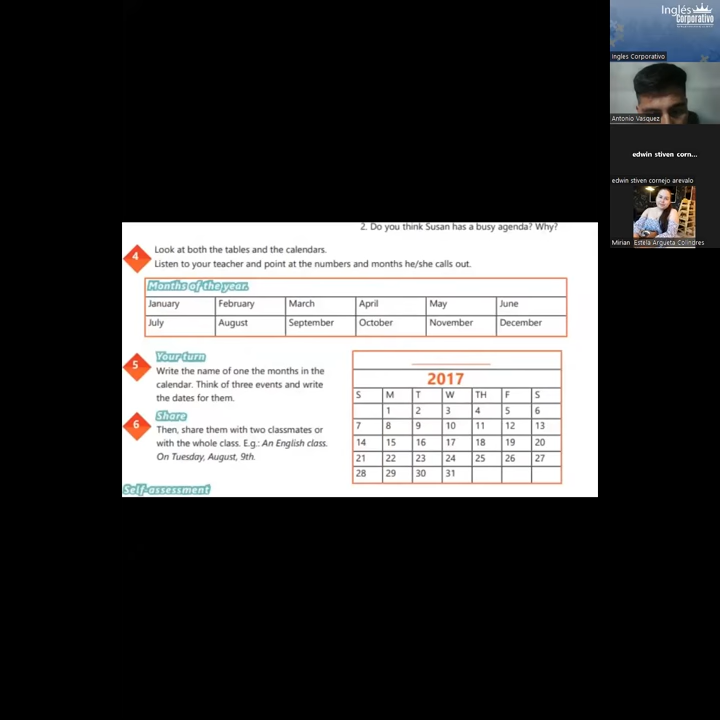 Inglés
Corporativo
Ingles Corporativo
Antonio Vasquez
edwin stiven corn...
edwin stiven cornejo arevalo
Mirian Estela Argueta Colindres
2. Do you think Susan has a busy agenda? Why?
4
Look at both the tables and the calendars.
Listen to your teacher and point at the numbers and months he/she calls out.
Months of the year.
January February March April May June
July August September October November December
5
Your turn
Write the name of one the months in the
calendar. Think of three events and write
the dates for them.
6
Share
Then, share them with two classmates or
with the whole class. E.g.: An English class.
On Tuesday, August, 9th.
2017
S M T W TH F S
1 2 3 4 5 6
7 8 9 10 11 12 13
14 15 16 17 18 19 20
21 22 23 24 25 26 27
28 29 30 31
Self-assessment